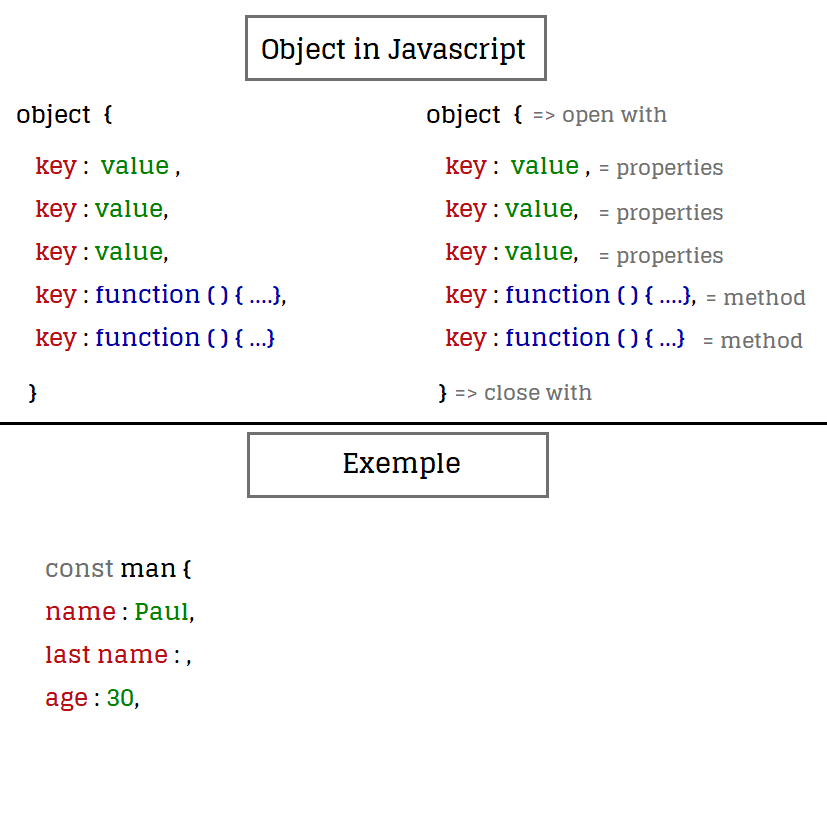 Object in Javascript
object {
key : value ,
key : value,
key : value,
key : function ( ) { ....},
key : function ( ) { ...}
}
object { => open with
key : value , = properties
key : value, = properties
key : value, = properties
key : function ( ) { ....}, = method
key : function ( ) { ...} = method
} => close with
Exemple
const man {
name : Paul,
last name : ,
age : 30,